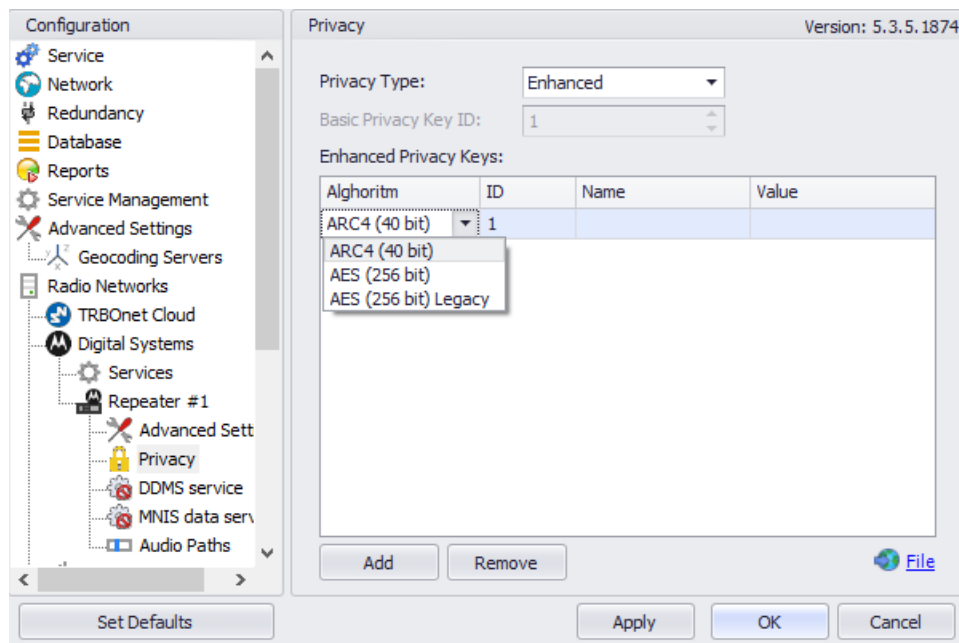 Configuration
Service
Network
Redundancy
Database
Reports
Service Management
Advanced Settings
Geocoding Servers
Radio Networks
TRBOnet Cloud
Digital Systems
Services
Repeater #1
Advanced Sett
Privacy
DDMS service
MNIS data serv
Audio Paths
Set Defaults
Privacy
Version: 5.3.5.1874
Privacy Type:
Enhanced
Basic Privacy Key ID:
1
Enhanced Privacy Keys:
Alghoritm ID Name Value
ARC4 (40 bit) 1
ARC4 (40 bit)
AES (256 bit)
AES (256 bit) Legacy
Add Remove File
Apply OK Cancel